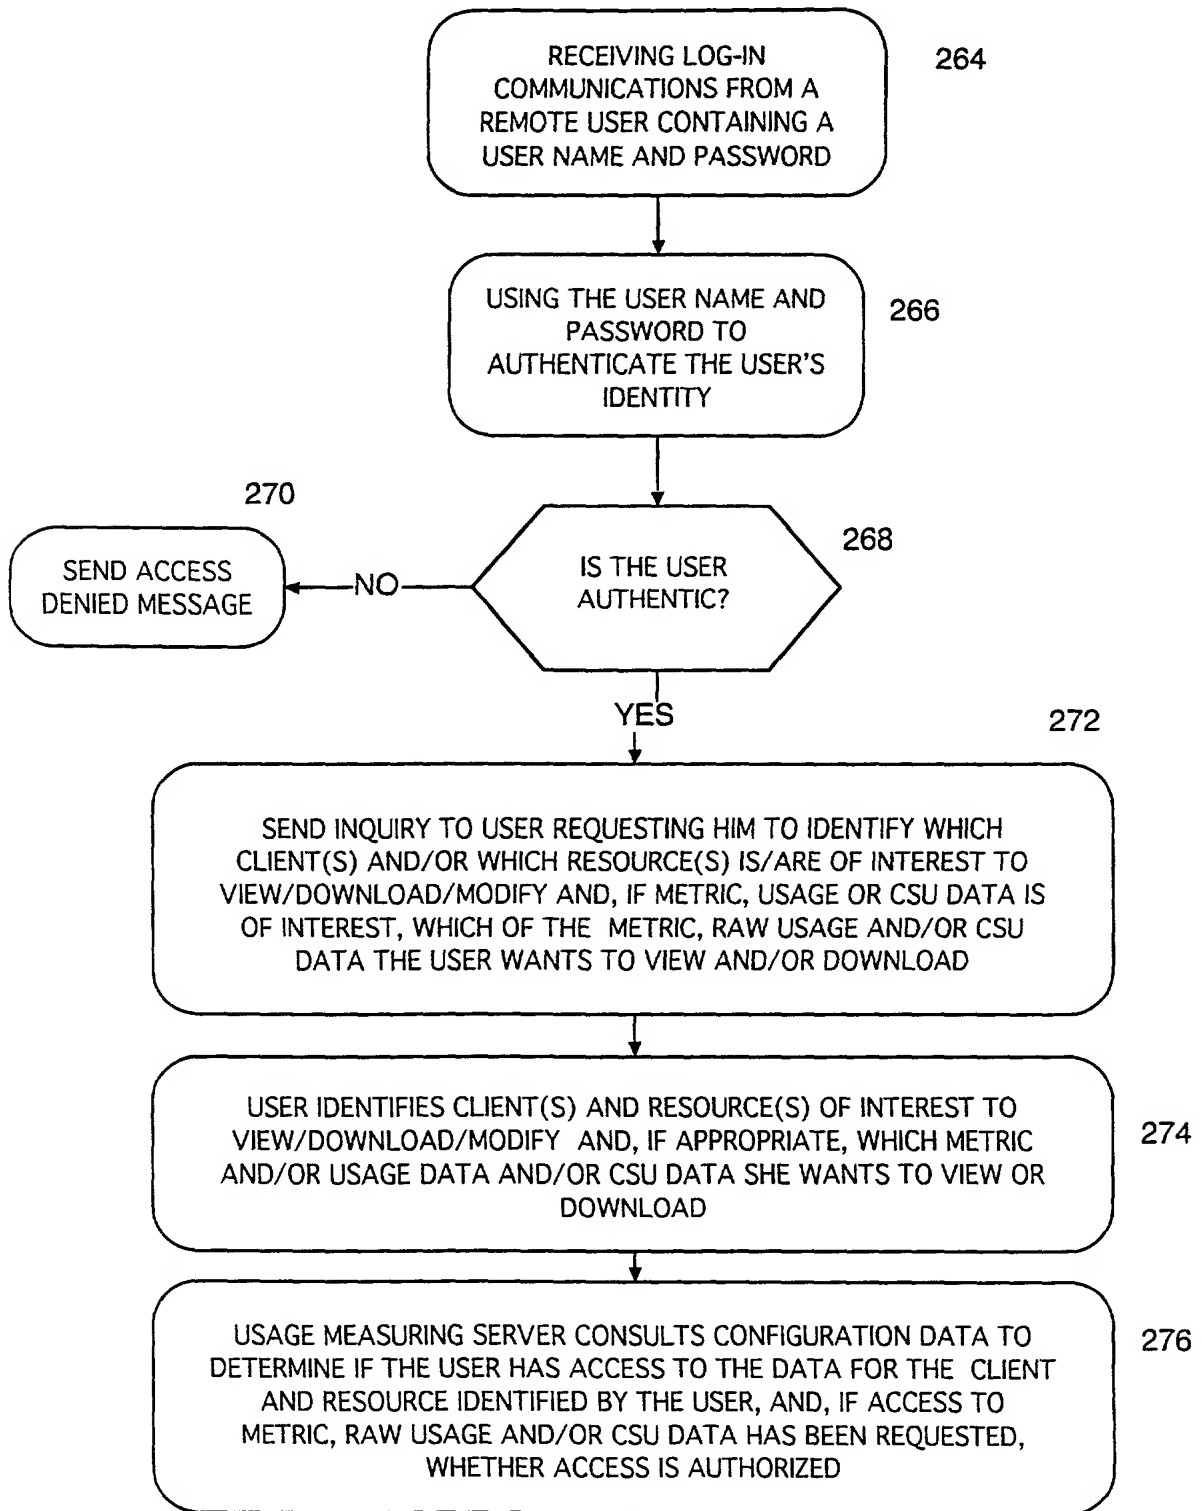 RECEIVING LOG-IN
COMMUNICATIONS FROM A
REMOTE USER CONTAINING A
USER NAME AND PASSWORD
264
USING THE USER NAME AND
PASSWORD TO
AUTHENTICATE THE USER'S
IDENTITY
266
270
SEND ACCESS
DENIED MESSAGE
NO
IS THE USER
AUTHENTIC?
268
YES
272
SEND INQUIRY TO USER REQUESTING HIM TO IDENTIFY WHICH
CLIENT(S) AND/OR WHICH RESOURCE(S) IS/ARE OF INTEREST TO
VIEW/DOWNLOAD/MODIFY AND, IF METRIC, USAGE OR CSU DATA IS
OF INTEREST, WHICH OF THE METRIC, RAW USAGE AND/OR CSU
DATA THE USER WANTS TO VIEW AND/OR DOWNLOAD
USER IDENTIFIES CLIENT(S) AND RESOURCE(S) OF INTEREST TO
VIEW/DOWNLOAD/MODIFY AND, IF APPROPRIATE, WHICH METRIC
AND/OR USAGE DATA AND/OR CSU DATA SHE WANTS TO VIEW OR
DOWNLOAD
274
USAGE MEASURING SERVER CONSULTS CONFIGURATION DATA TO
DETERMINE IF THE USER HAS ACCESS TO THE DATA FOR THE CLIENT
AND RESOURCE IDENTIFIED BY THE USER, AND, IF ACCESS TO
METRIC, RAW USAGE AND/OR CSU DATA HAS BEEN REQUESTED,
WHETHER ACCESS IS AUTHORIZED
276